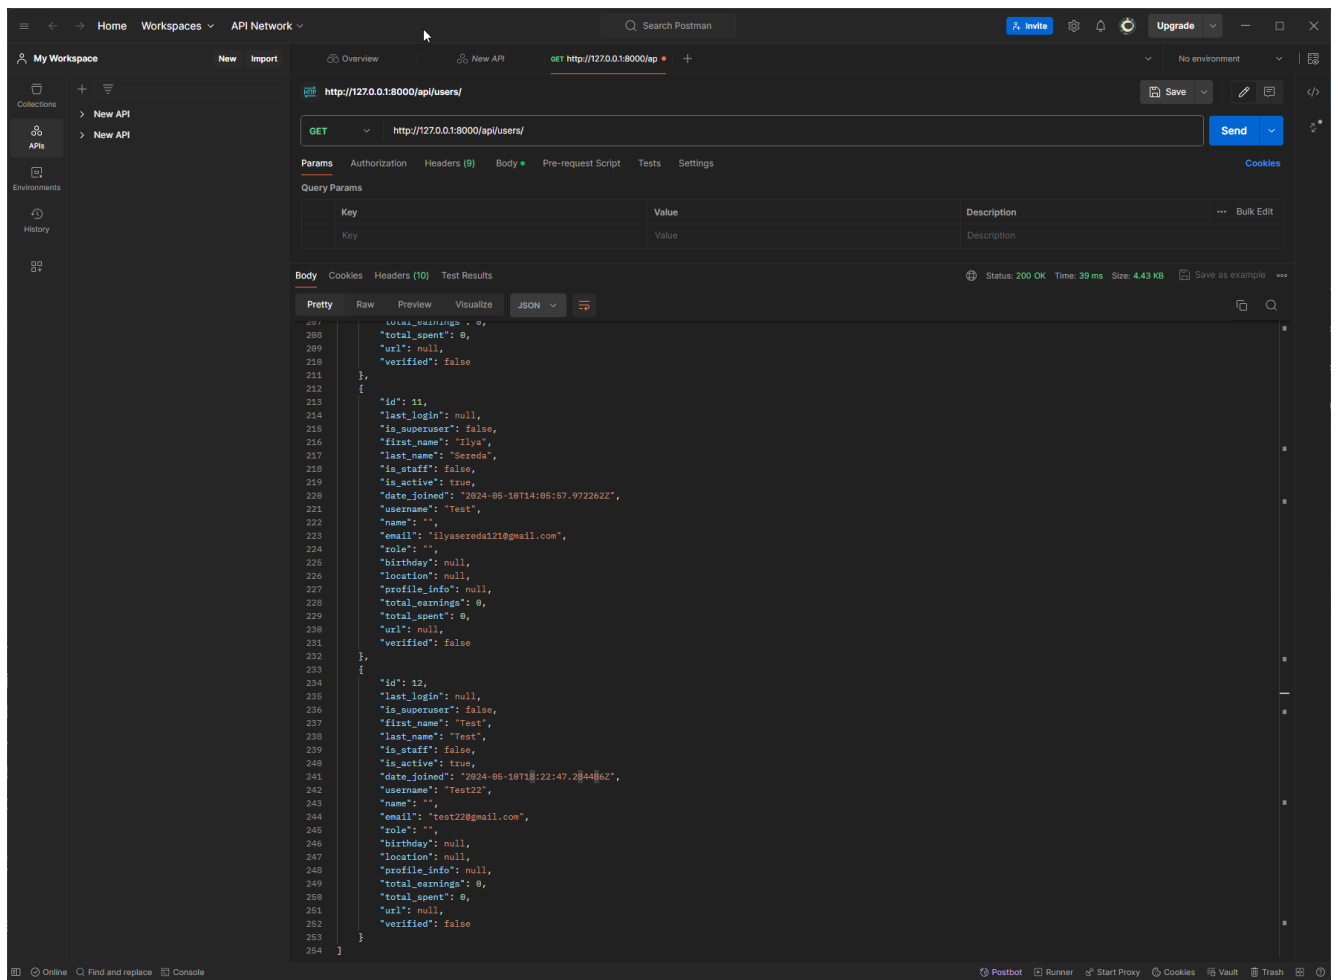 Home Workspaces API Network Search Postman Invite Upgrade
My Workspace New Import Overview New API GET http://127.0.0.1:8000/ap + No environment
Collections
New API
New API
APIs
Environments
History
http://127.0.0.1:8000/api/users/ Save
GET http://127.0.0.1:8000/api/users/ Send
Params Authorization Headers (9) Body Pre-request Script Tests Settings Cookies
Query Params
Key Value Description Bulk Edit
Key Value Description
Body Cookies Headers (10) Test Results Status: 200 OK Time: 39 ms Size: 4.43 KB Save as example
Pretty Raw Preview Visualize JSON
207 "total_earnings": 0,
208 "total_spent": 0,
209 "url": null,
210 "verified": false
211 },
212 {
213 "id": 11,
214 "last_login": null,
215 "is_superuser": false,
216 "first_name": "Ilya",
217 "last_name": "Sereda",
218 "is_staff": false,
219 "is_active": true,
220 "date_joined": "2024-05-10T14:05:57.972262Z",
221 "username": "Test",
222 "name": "",
223 "email": "ilyasereda121@gmail.com",
224 "role": "",
225 "birthday": null,
226 "location": null,
227 "profile_info": null,
228 "total_earnings": 0,
229 "total_spent": 0,
230 "url": null,
231 "verified": false
232 },
233 {
234 "id": 12,
235 "last_login": null,
236 "is_superuser": false,
237 "first_name": "Test",
238 "last_name": "Test",
239 "is_staff": false,
240 "is_active": true,
241 "date_joined": "2024-05-10T18:22:47.284486Z",
242 "username": "Test22",
243 "name": "",
244 "email": "test22@gmail.com",
245 "role": "",
246 "birthday": null,
247 "location": null,
248 "profile_info": null,
249 "total_earnings": 0,
250 "total_spent": 0,
251 "url": null,
252 "verified": false
253 }
254 ]
Online Find and replace Console Postbot Runner Start Proxy Cookies Vault Trash